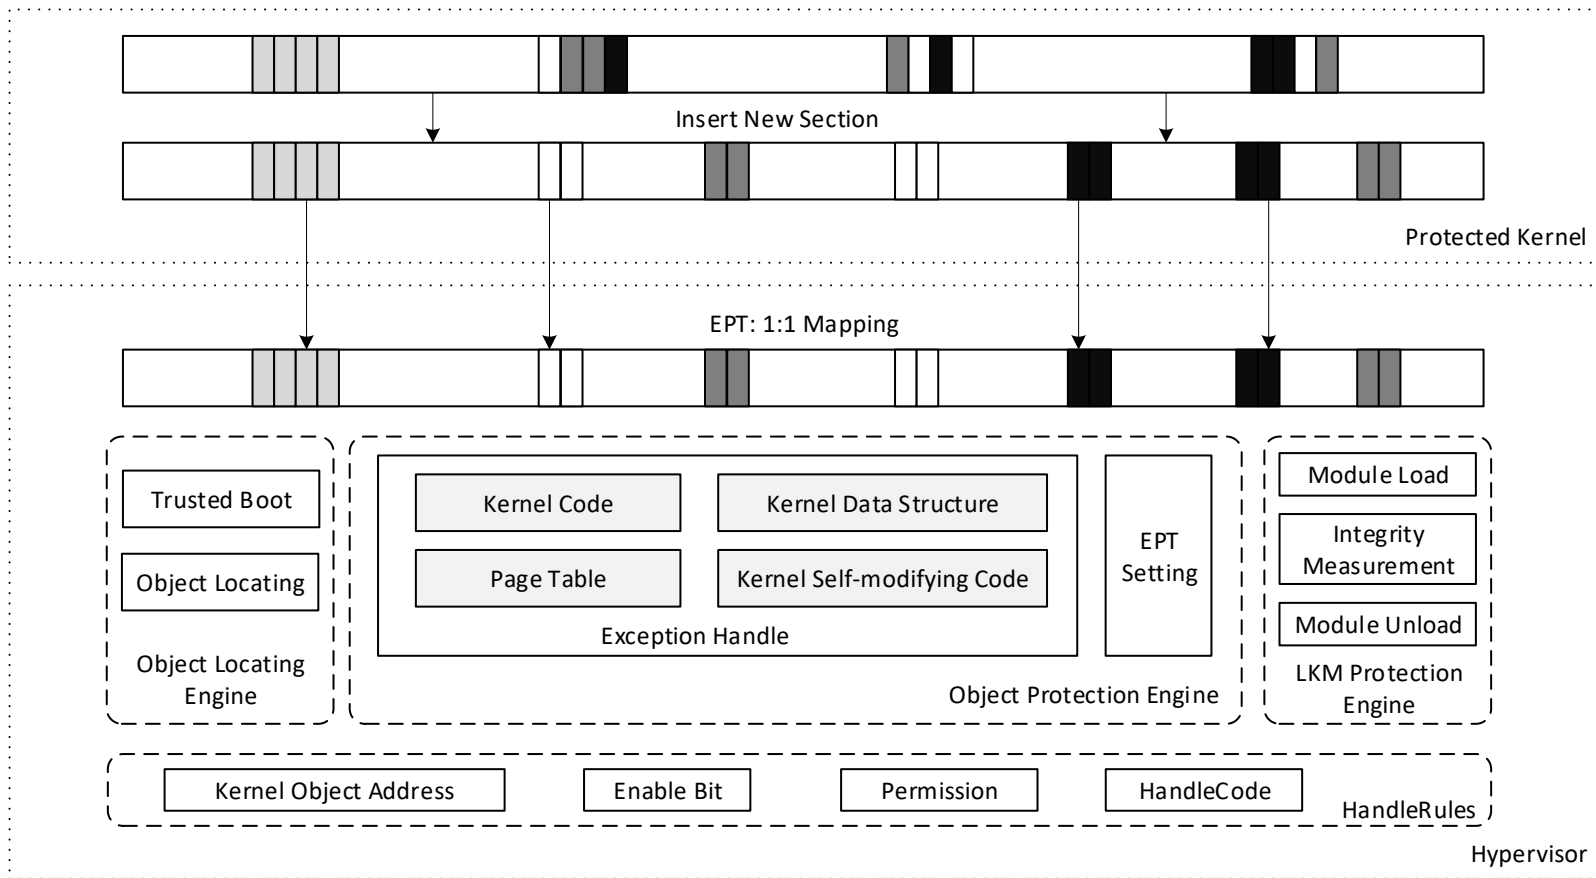 Insert New Section
Protected Kernel
EPT: 1:1 Mapping
Trusted Boot
Object Locating
Object Locating
Engine
Kernel Code
Kernel Data Structure
Page Table
Kernel Self-modifying Code
Exception Handle
EPT
Setting
Object Protection Engine
Module Load
Integrity
Measurement
Module Unload
LKM Protection
Engine
Kernel Object Address
Enable Bit
Permission
HandleCode
HandleRules
Hypervisor